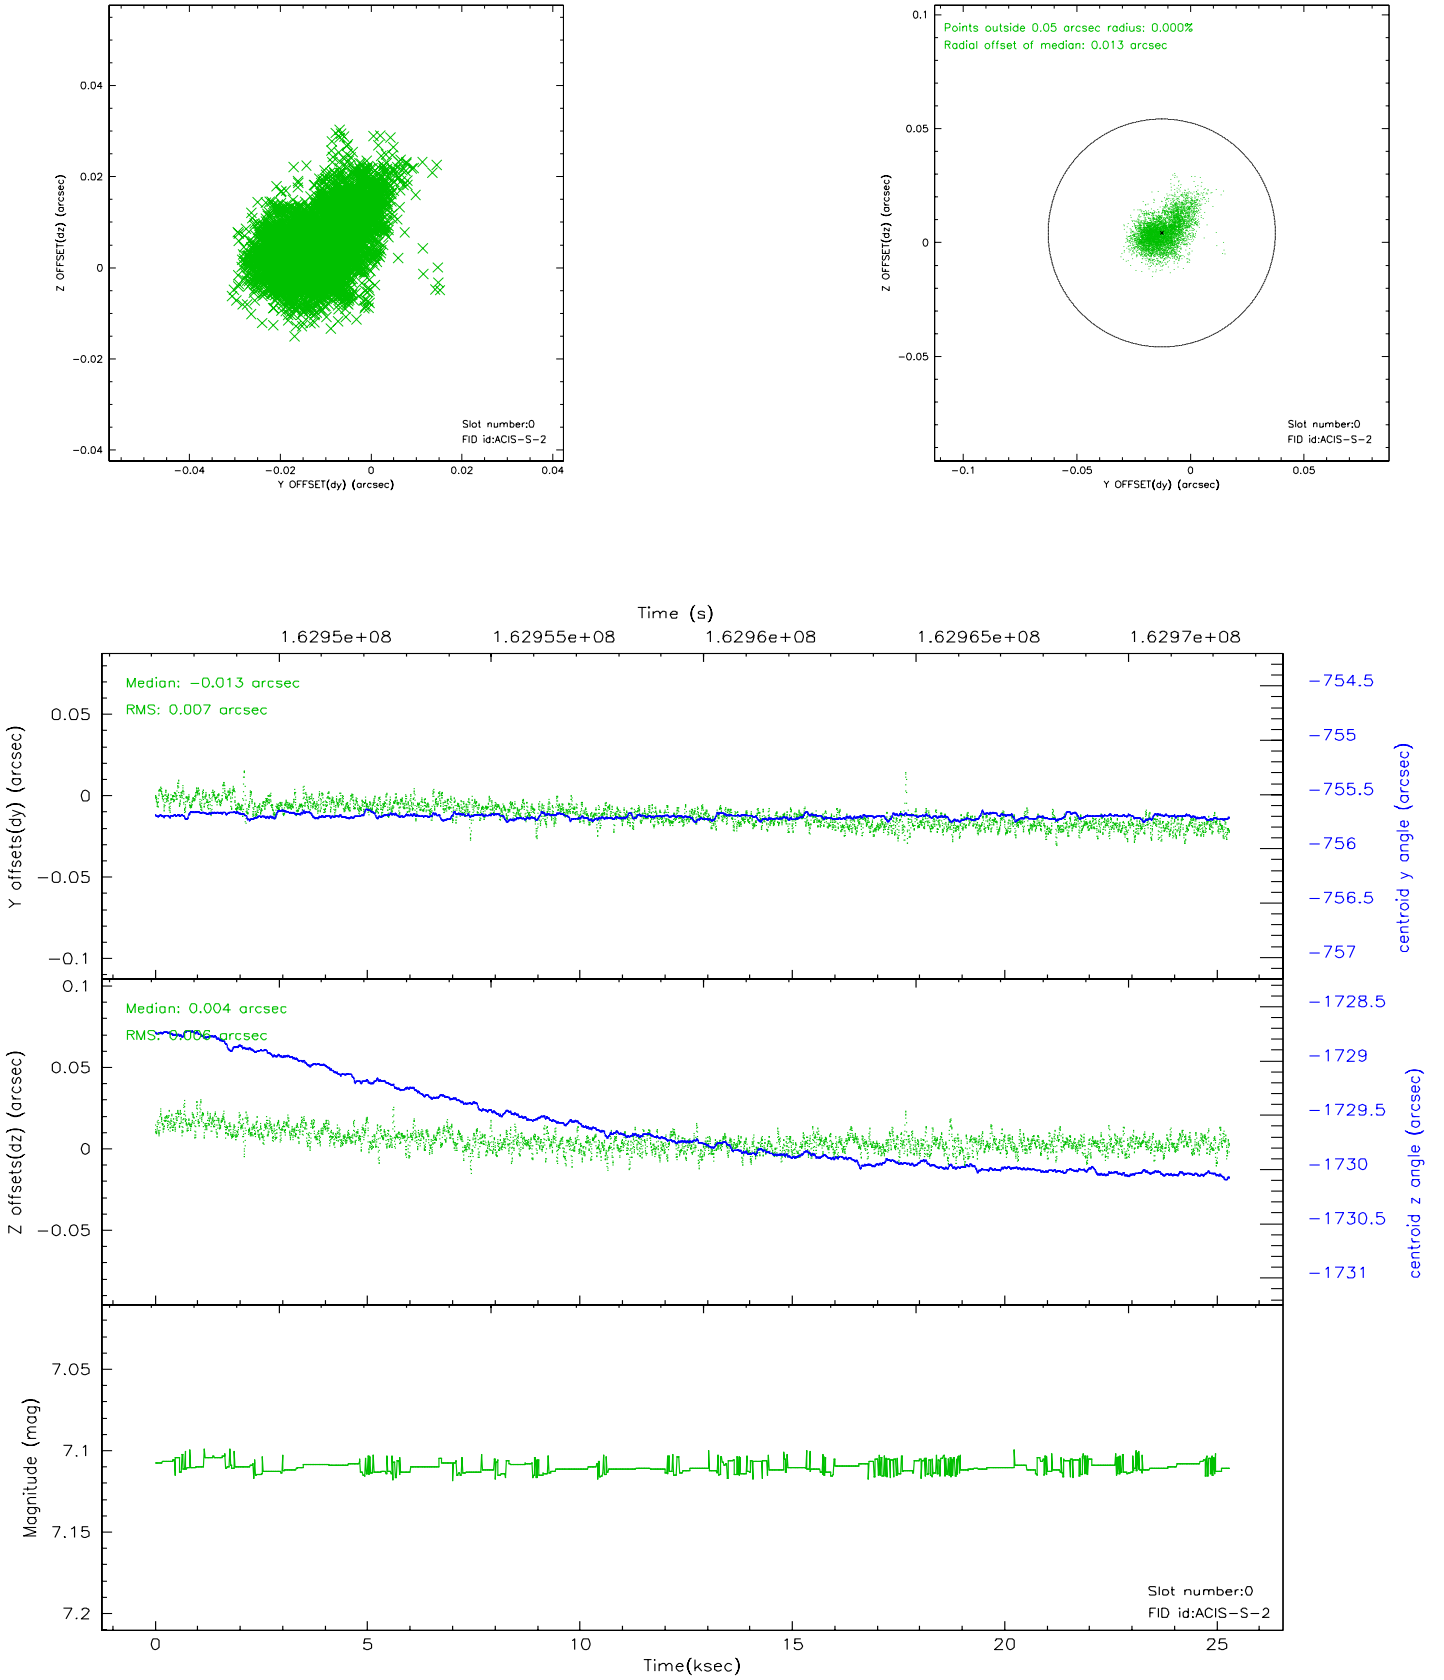 0.04
0.02
0
−0.02
−0.04
Z OFFSET(dz) (arcsec)
Slot number:0
FID id:ACIS−S−2
−0.04
−0.02
0
0.02
0.04
Y OFFSET(dy) (arcsec)
0.1
0.05
0
−0.05
Z OFFSET(dz) (arcsec)
Points outside 0.05 arcsec radius: 0.000%
Radial offset of median: 0.013 arcsec
Slot number:0
FID id:ACIS−S−2
−0.1
−0.05
0
0.05
Y OFFSET(dy) (arcsec)
Time (s)
1.6295e+08
1.62955e+08
1.6296e+08
1.62965e+08
1.6297e+08
Median: −0.013 arcsec
RMS: 0.007 arcsec
0.05
0
−0.05
−0.1
Y offsets(dy) (arcsec)
−754.5
−755
−755.5
−756
−756.5
−757
centroid y angle (arcsec)
Median: 0.004 arcsec
RMS: 0.006 arcsec
0.1
0.05
0
−0.05
Z offsets(dz) (arcsec)
−1728.5
−1729
−1729.5
−1730
−1730.5
−1731
centroid z angle (arcsec)
7.05
7.1
7.15
7.2
Magnitude (mag)
Slot number:0
FID id:ACIS−S−2
0
5
10
15
20
25
Time(ksec)